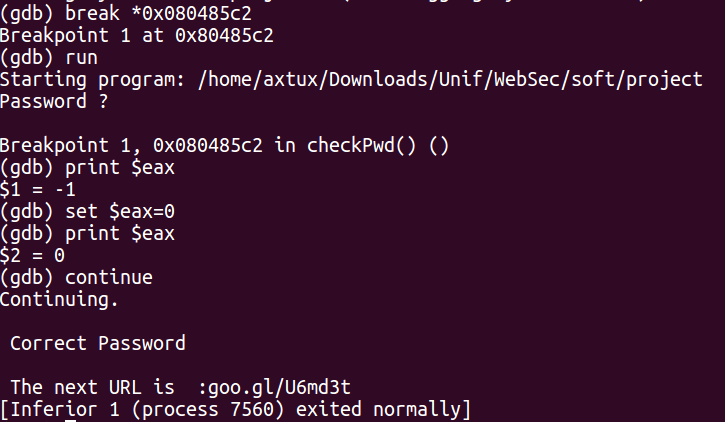 (gdb) break *0x080485c2
Breakpoint 1 at 0x80485c2
(gdb) run
Starting program: /home/axtux/Downloads/Unif/WebSec/soft/project
Password ?
Breakpoint 1, 0x080485c2 in checkPwd() ()
(gdb) print $eax
$1 = -1
(gdb) set $eax=0
(gdb) print $eax
$2 = 0
(gdb) continue
Continuing.
Correct Password
The next URL is  :goo.gl/U6md3t
[Inferior 1 (process 7560) exited normally]